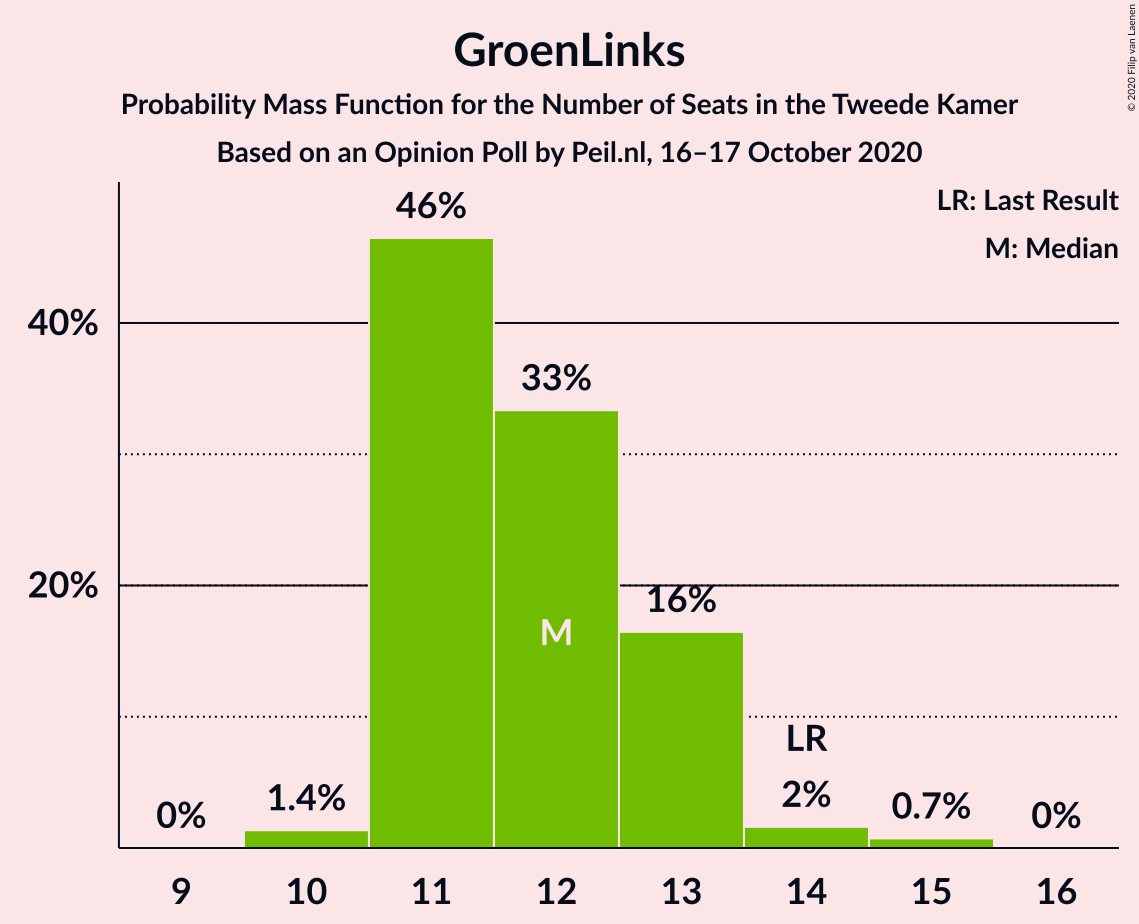 GroenLinks
Probability Mass Function for the Number of Seats in the Tweede Kamer
Based on an Opinion Poll by Peil.nl, 16–17 October 2020
© 2020 Filip van Laenen
LR: Last Result
M: Median
46%
40%
33%
20%
16%
M
LR
0%
1.4%
2%
0.7%
0%
9
10
11
12
13
14
15
16